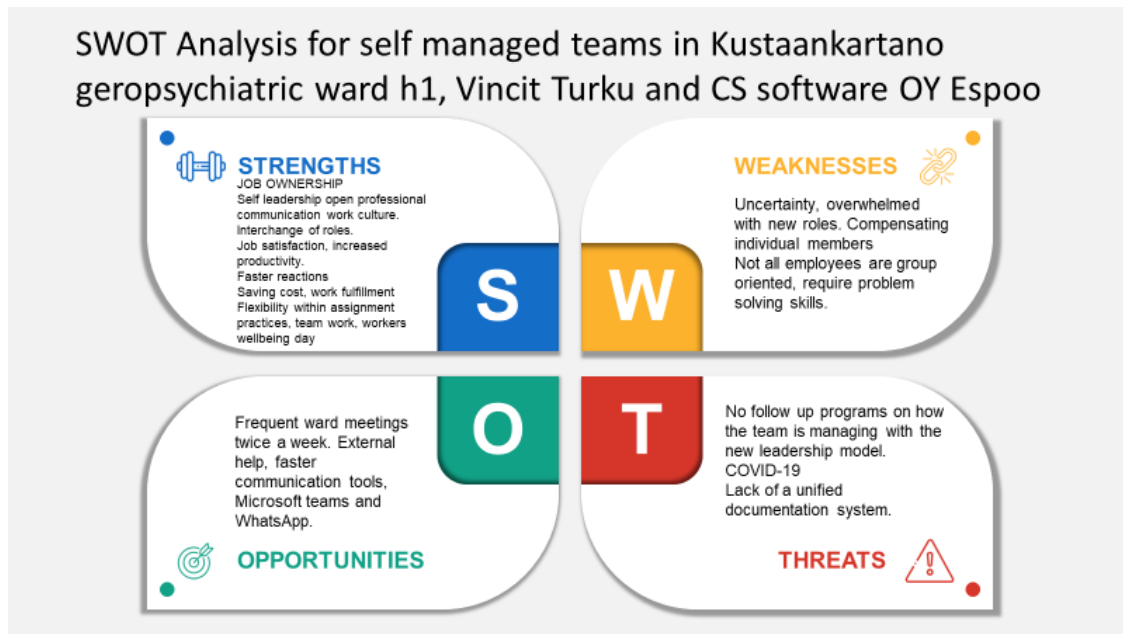 SWOT Analysis for self managed teams in Kustaankartano
geropsychiatric ward h1, Vincit Turku and CS software OY Espoo
STRENGTHS
JOB OWNERSHIP
Self leadership open professional
communication work culture.
Interchange of roles.
Job satisfaction, increased
productivity.
Faster reactions
Saving cost, work fulfillment
Flexibility within assignment
practices, team work, workers
wellbeing day
S
WEAKNESSES
Uncertainty, overwhelmed
with new roles. Compensating
individual members
Not all employees are group
oriented, require problem
solving skills.
W
Frequent ward meetings
twice a week. External
help, faster
communication tools,
Microsoft teams and
WhatsApp.
OPPORTUNITIES
O
T
No follow up programs on how
the team is managing with the
new leadership model.
COVID-19
Lack of a unified
documentation system.
THREATS